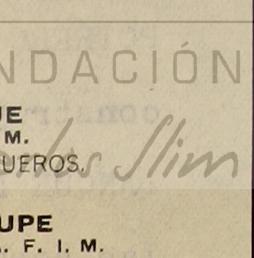 NDACIÓN
UE
M.
UEROS.
Slim
UPE
. F. I. M.